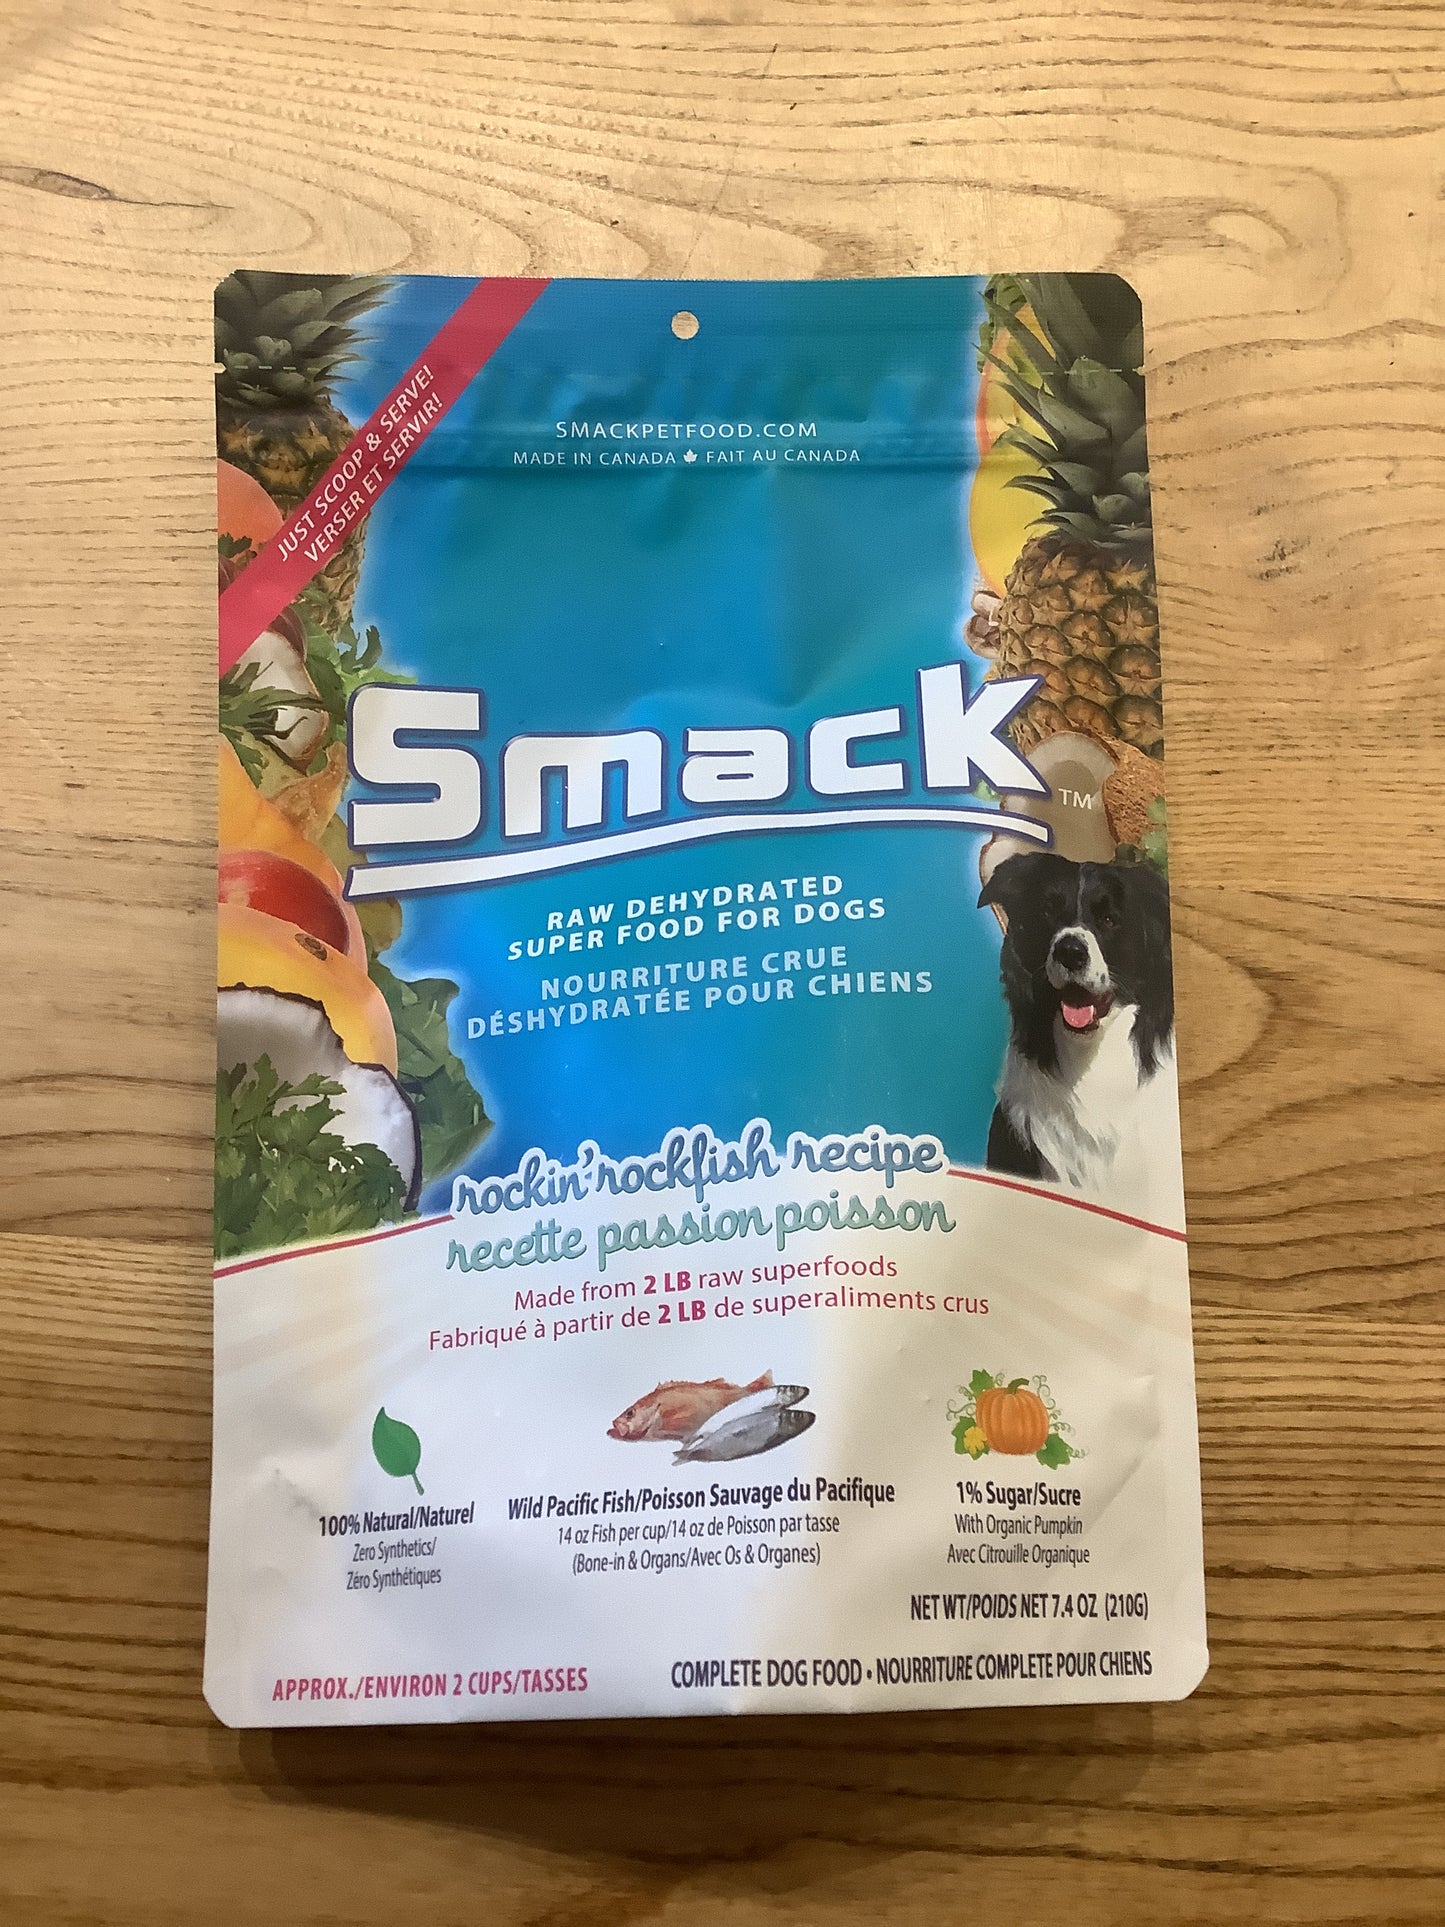 JUST SCOOP & SERVE!
VERSER ET SERVIR!
SMACKPETFOOD.COM
MADE IN CANADA FAIT AU CANADA
Smack™
RAW DEHYDRATED
SUPER FOOD FOR DOGS
NOURRITURE CRUE
DÉSHYDRATÉE POUR CHIENS
rockin' rockfish recipe
recette passion poisson
Made from 2 LB raw superfoods
Fabriqué à partir de 2 LB de superaliments crus
100% Natural/Naturel
Zero Synthetics/
Zéro Synthétiques
Wild Pacific Fish/Poisson Sauvage du Pacifique
14 oz Fish per cup/14 oz de Poisson par tasse
(Bone-in & Organs/Avec Os & Organes)
1% Sugar/Sucre
With Organic Pumpkin
Avec Citrouille Organique
NET WT/POIDS NET 7.4 OZ (210G)
APPROX./ENVIRON 2 CUPS/TASSES
COMPLETE DOG FOOD • NOURRITURE COMPLETE POUR CHIENS